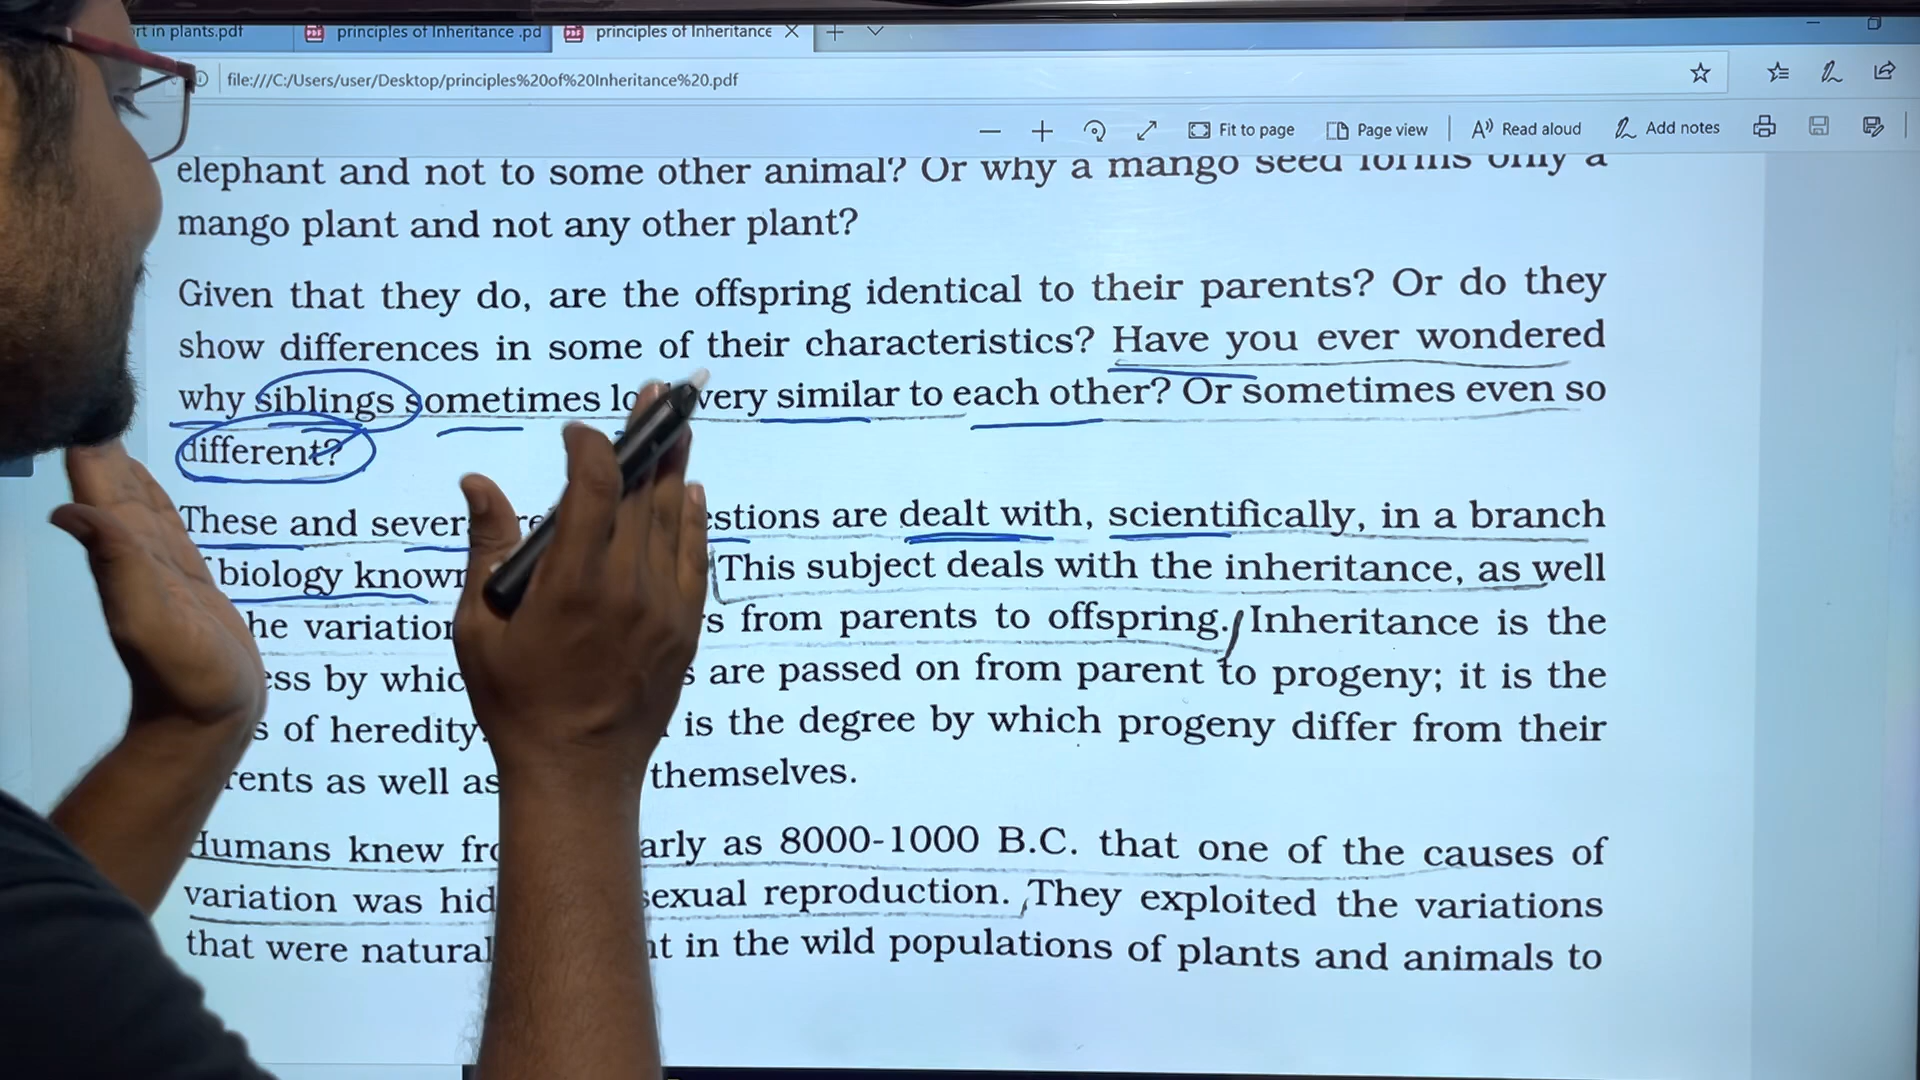 rt in plants.pdf principles of Inheritance .pd principles of Inheritance
file:///C:/Users/user/Desktop/principles%20of%20Inheritance%20.pdf
Fit to page Page view Read aloud Add notes
elephant and not to some other animal? Or why a mango seed forms only a
mango plant and not any other plant?
Given that they do, are the offspring identical to their parents? Or do they
show differences in some of their characteristics? Have you ever wondered
why siblings sometimes lo very similar to each other? Or sometimes even so
different?
These and sever re estions are dealt with, scientifically, in a branch
biology known This subject deals with the inheritance, as well
he variation s from parents to offspring. Inheritance is the
ess by whic s are passed on from parent to progeny; it is the
s of heredity. is the degree by which progeny differ from their
rents as well as themselves.
Humans knew fro arly as 8000-1000 B.C. that one of the causes of
variation was hid sexual reproduction. They exploited the variations
that were natural nt in the wild populations of plants and animals to